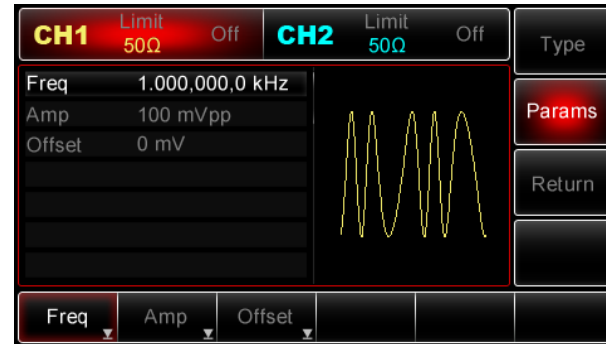 CH1 Limit 50Ω Off CH2 Limit 50Ω Off
Type
Freq 1.000,000,0 kHz
Amp 100 mVpp
Offset 0 mV
Params
Return
Freq Amp Offset